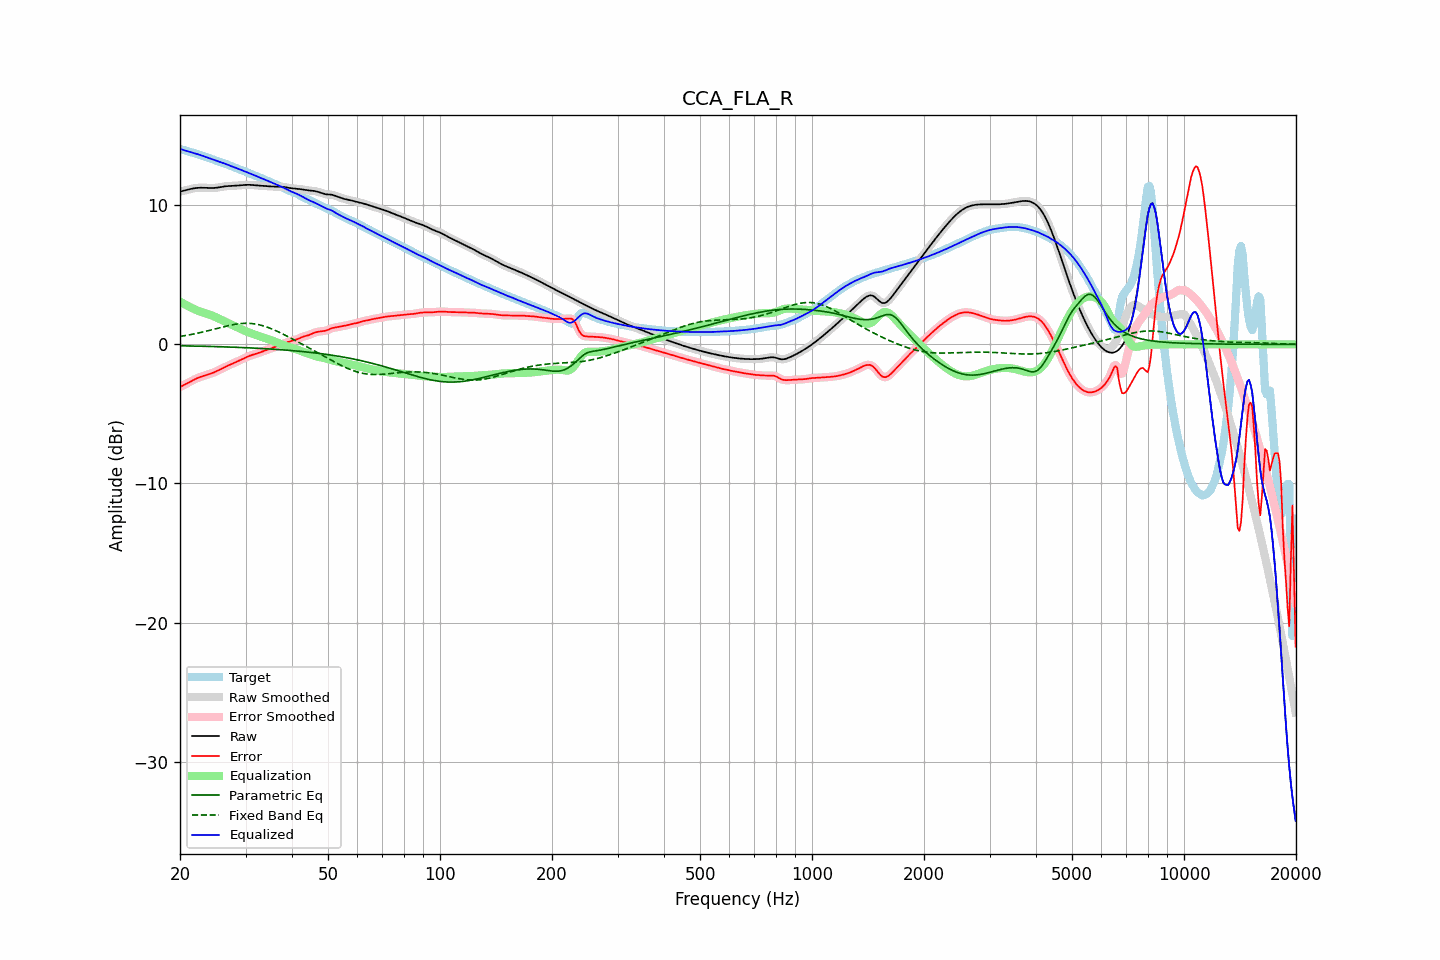 CCA_FLA_R
Amplitude (dBr)
10
0
−10
−20
−30
Target
Raw Smoothed
Error Smoothed
Raw
Error
Equalization
Parametric Eq
Fixed Band Eq
Equalized
20 50 100 200 500 1000 2000 5000 10000 20000
Frequency (Hz)